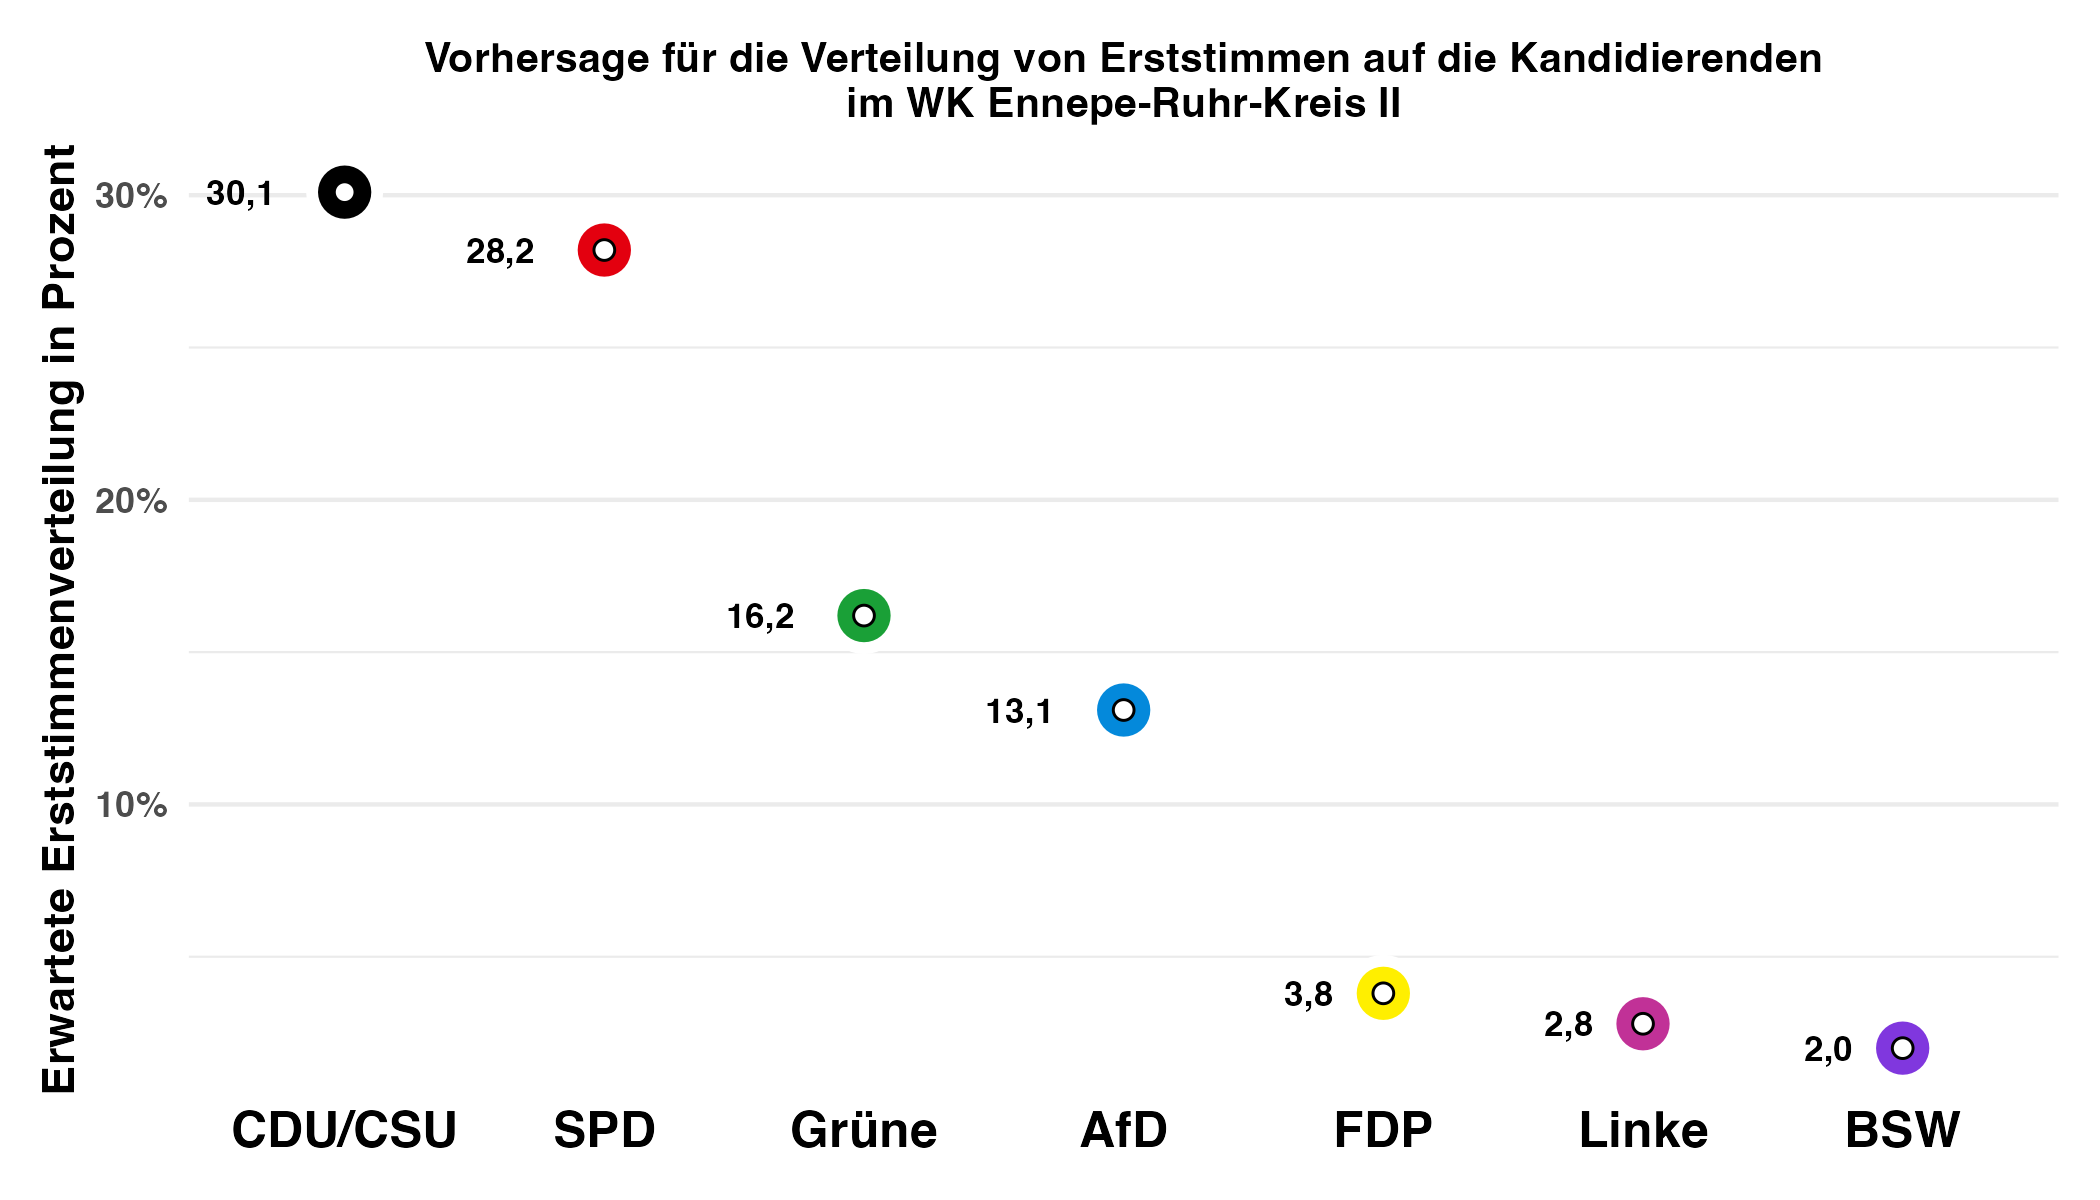 Vorhersage für die Verteilung von Erststimmen auf die Kandidierenden
im WK Ennepe-Ruhr-Kreis II
Erwartete Erststimmenverteilung in Prozent
30%
20%
10%
30,1
28,2
16,2
13,1
3,8
2,8
2,0
CDU/CSU SPD Grüne AfD FDP Linke BSW